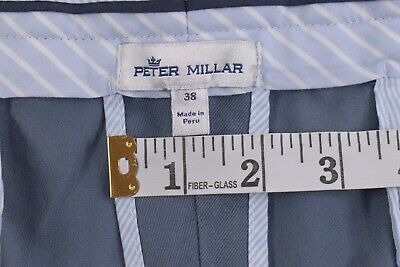 PETER MILLAR
38
Made in
Peru
1 2 3
FIBER-GLASS